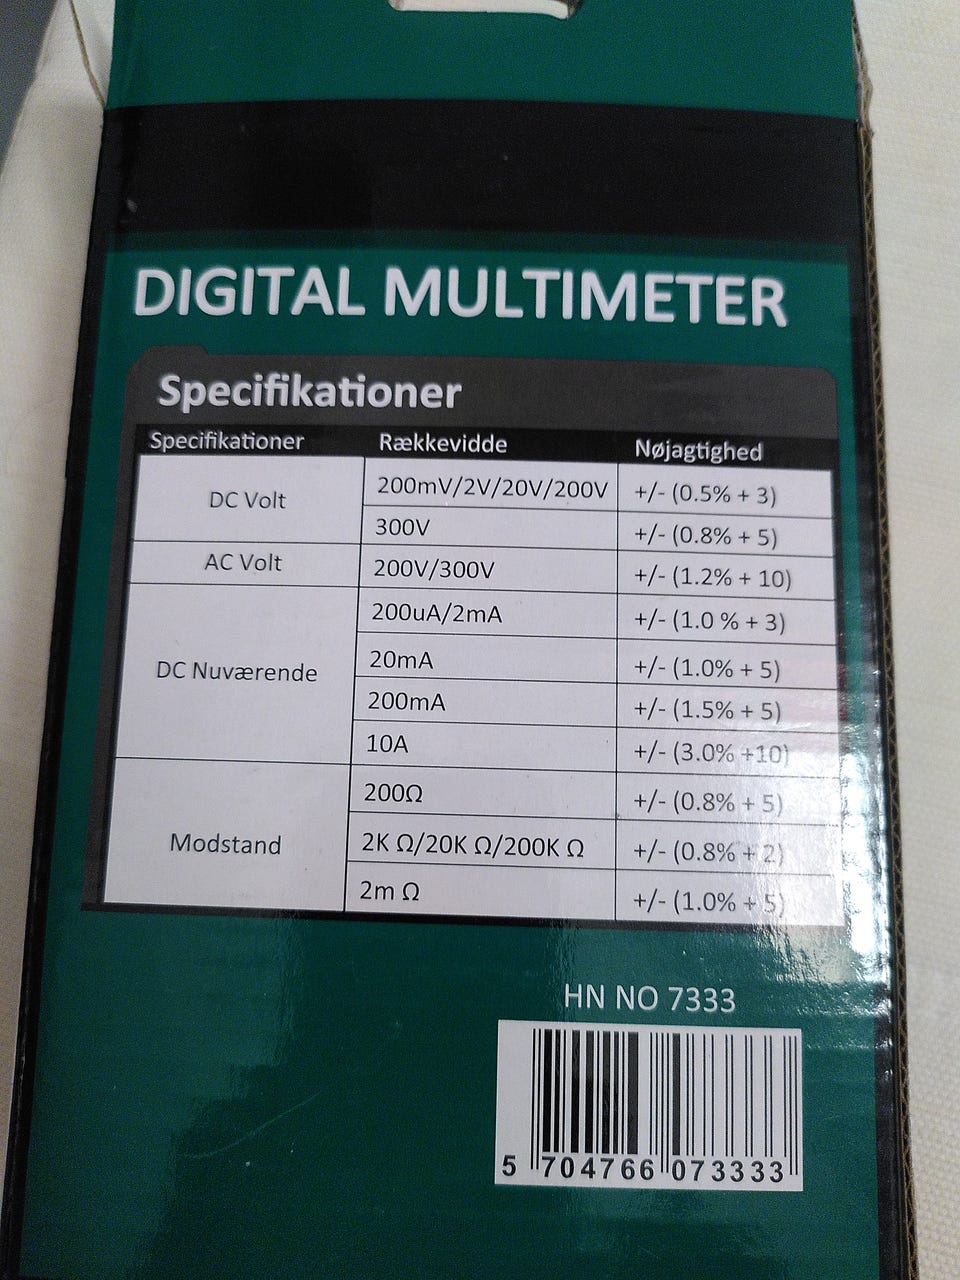 DIGITAL MULTIMETER
Specifikationer
Specifikationer Rækkevidde Nøjagtighed
DC Volt 200mV/2V/20V/200V +/- (0.5% + 3)
300V +/- (0.8% + 5)
AC Volt 200V/300V +/- (1.2% + 10)
DC Nuværende 200uA/2mA +/- (1.0 % + 3)
20mA +/- (1.0% + 5)
200mA +/- (1.5% + 5)
10A +/- (3.0% +10)
Modstand 200Ω +/- (0.8% + 5)
2K Ω/20K Ω/200K Ω +/- (0.8% + 2)
2m Ω +/- (1.0% + 5)
HN NO 7333
5 704766 073333